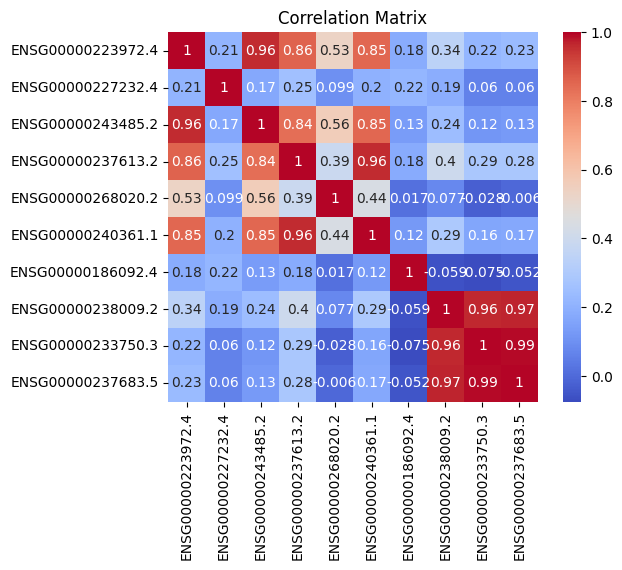 Correlation Matrix
ENSG00000223972.4 1 0.21 0.96 0.86 0.53 0.85 0.18 0.34 0.22 0.23
ENSG00000227232.4 0.21 1 0.17 0.25 0.099 0.2 0.22 0.19 0.06 0.06
ENSG00000243485.2 0.96 0.17 1 0.84 0.56 0.85 0.13 0.24 0.12 0.13
ENSG00000237613.2 0.86 0.25 0.84 1 0.39 0.96 0.18 0.4 0.29 0.28
ENSG00000268020.2 0.53 0.099 0.56 0.39 1 0.44 0.017 0.077 -0.028 -0.006
ENSG00000240361.1 0.85 0.2 0.85 0.96 0.44 1 0.12 0.29 0.16 0.17
ENSG00000186092.4 0.18 0.22 0.13 0.18 0.017 0.12 1 -0.059 -0.075 -0.052
ENSG00000238009.2 0.34 0.19 0.24 0.4 0.077 0.29 -0.059 1 0.96 0.97
ENSG00000233750.3 0.22 0.06 0.12 0.29 -0.028 0.16 -0.075 0.96 1 0.99
ENSG00000237683.5 0.23 0.06 0.13 0.28 -0.006 0.17 -0.052 0.97 0.99 1
ENSG00000223972.4
ENSG00000227232.4
ENSG00000243485.2
ENSG00000237613.2
ENSG00000268020.2
ENSG00000240361.1
ENSG00000186092.4
ENSG00000238009.2
ENSG00000233750.3
ENSG00000237683.5
1.0
0.8
0.6
0.4
0.2
0.0